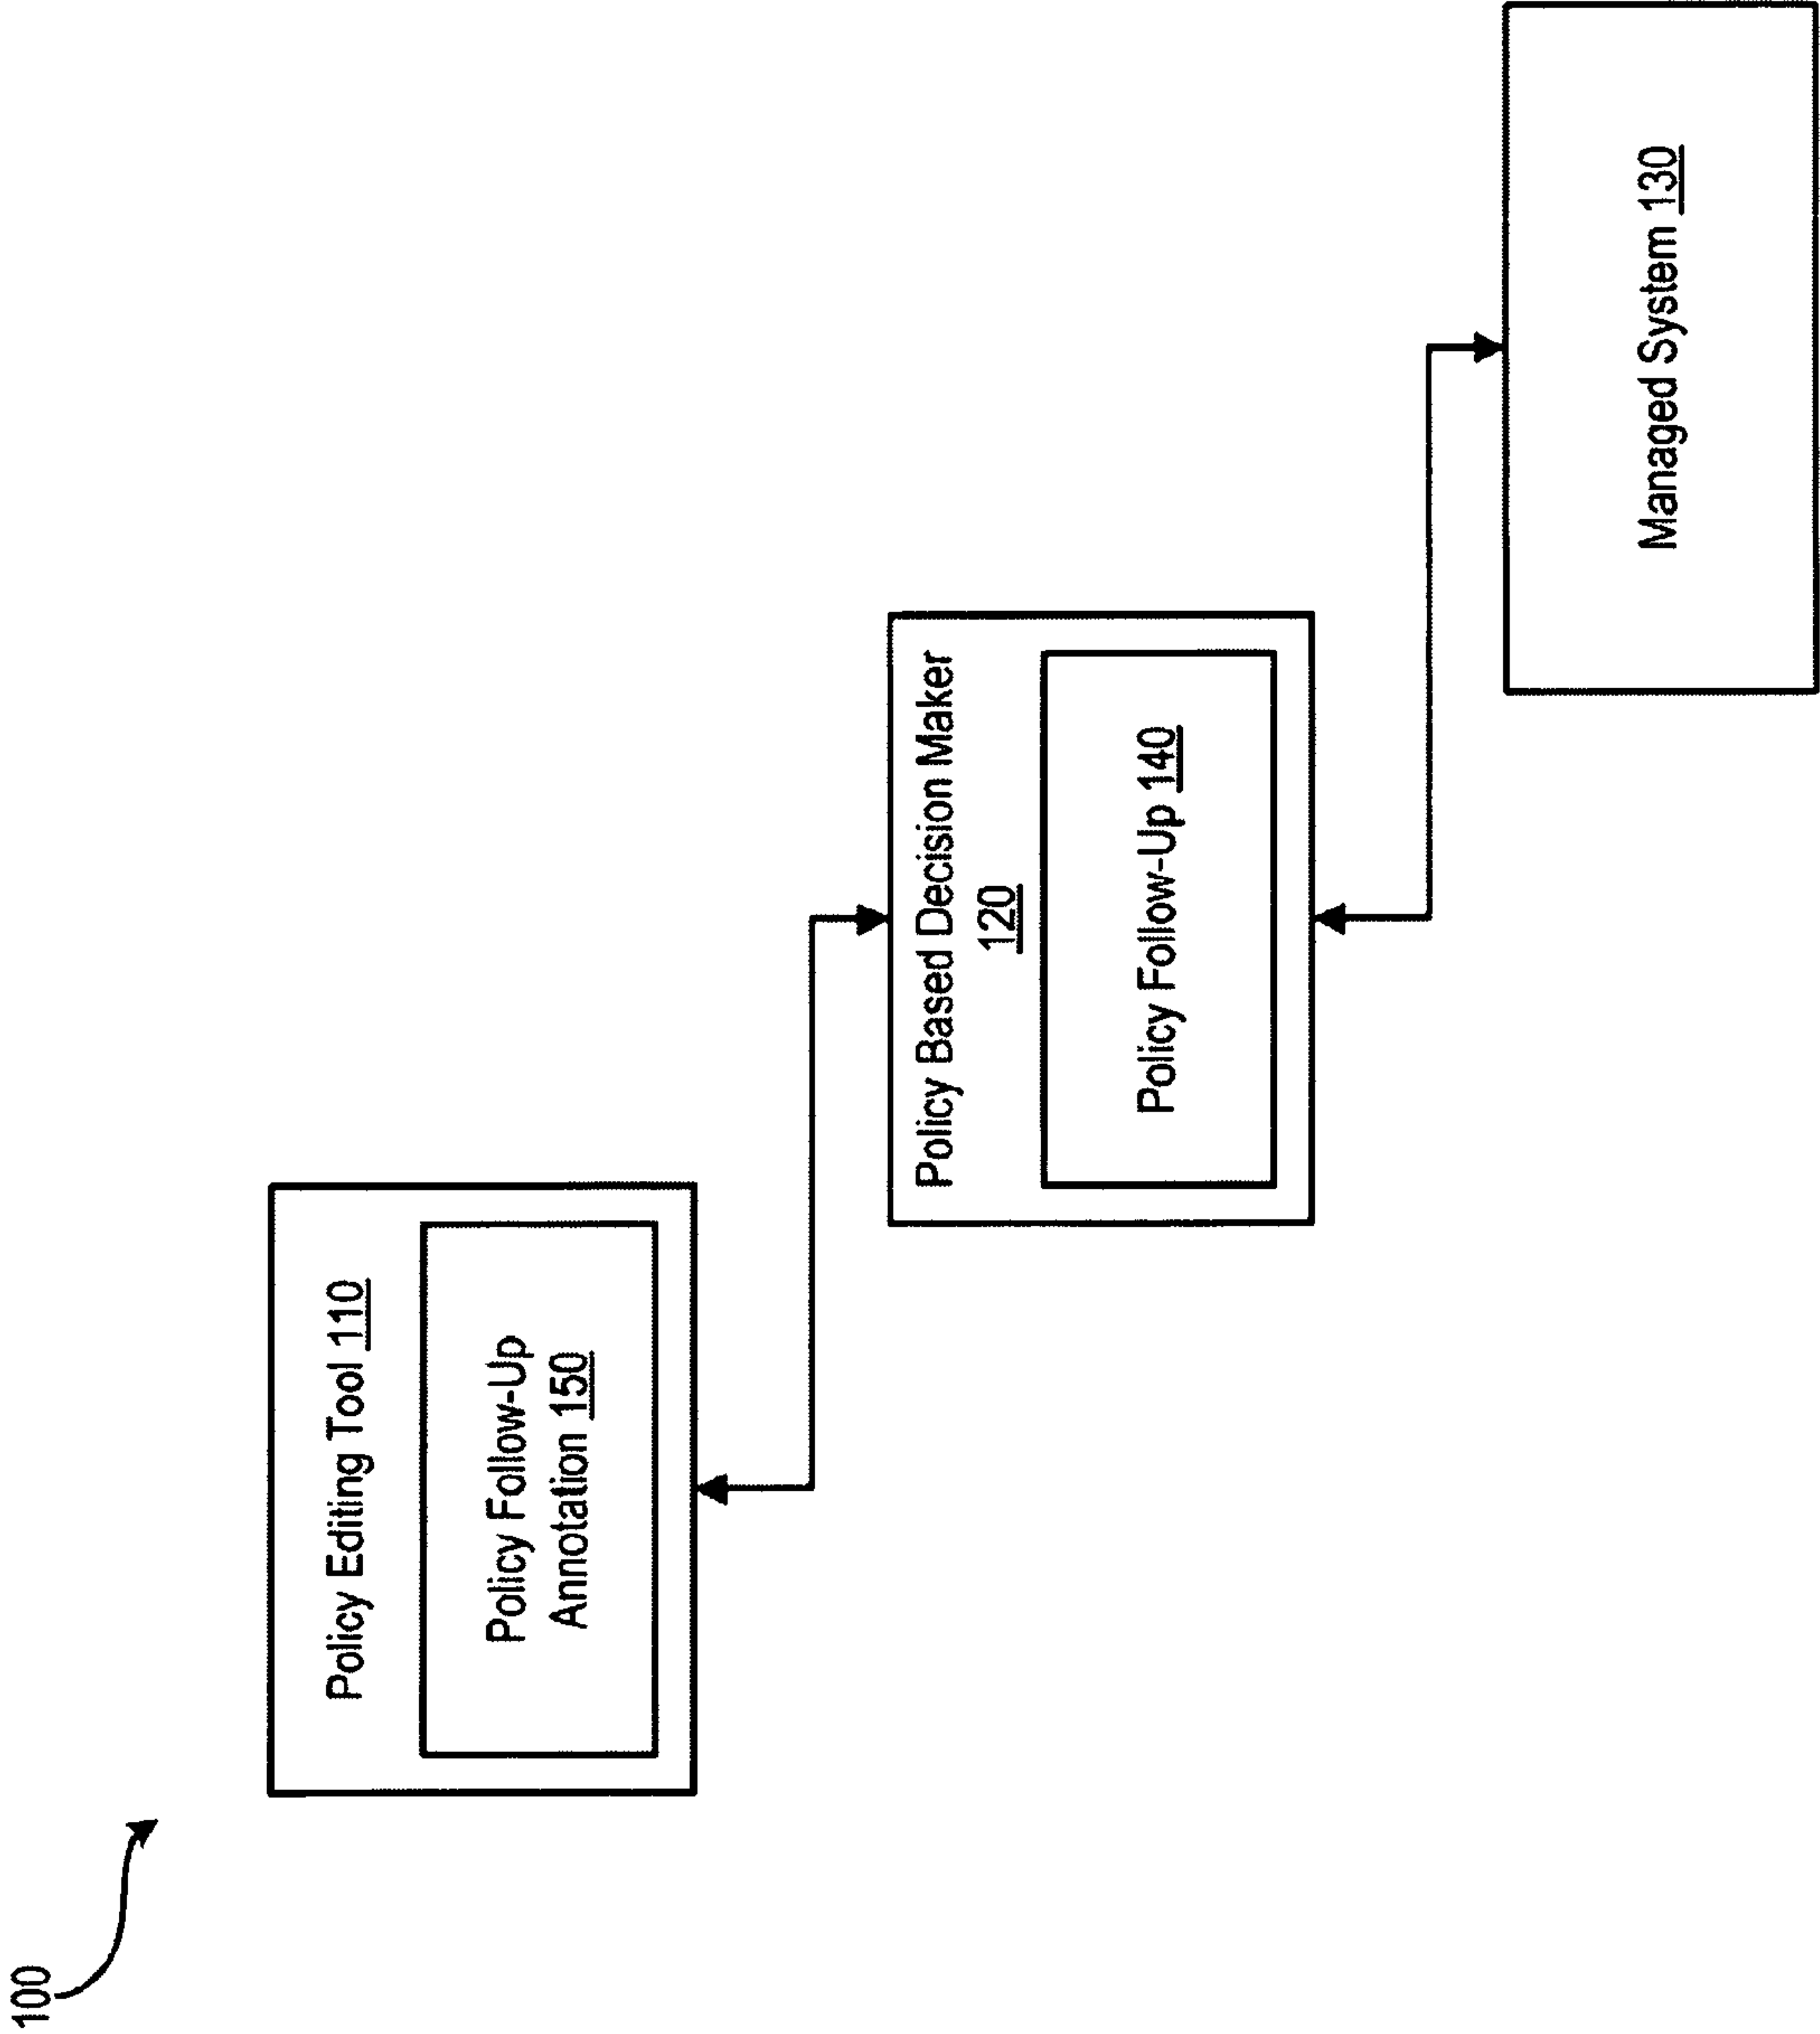 100
Policy Editing Tool 110
Policy Follow-Up
Annotation 150
Policy Based Decision Maker
120
Policy Follow-Up 140
Managed System 130